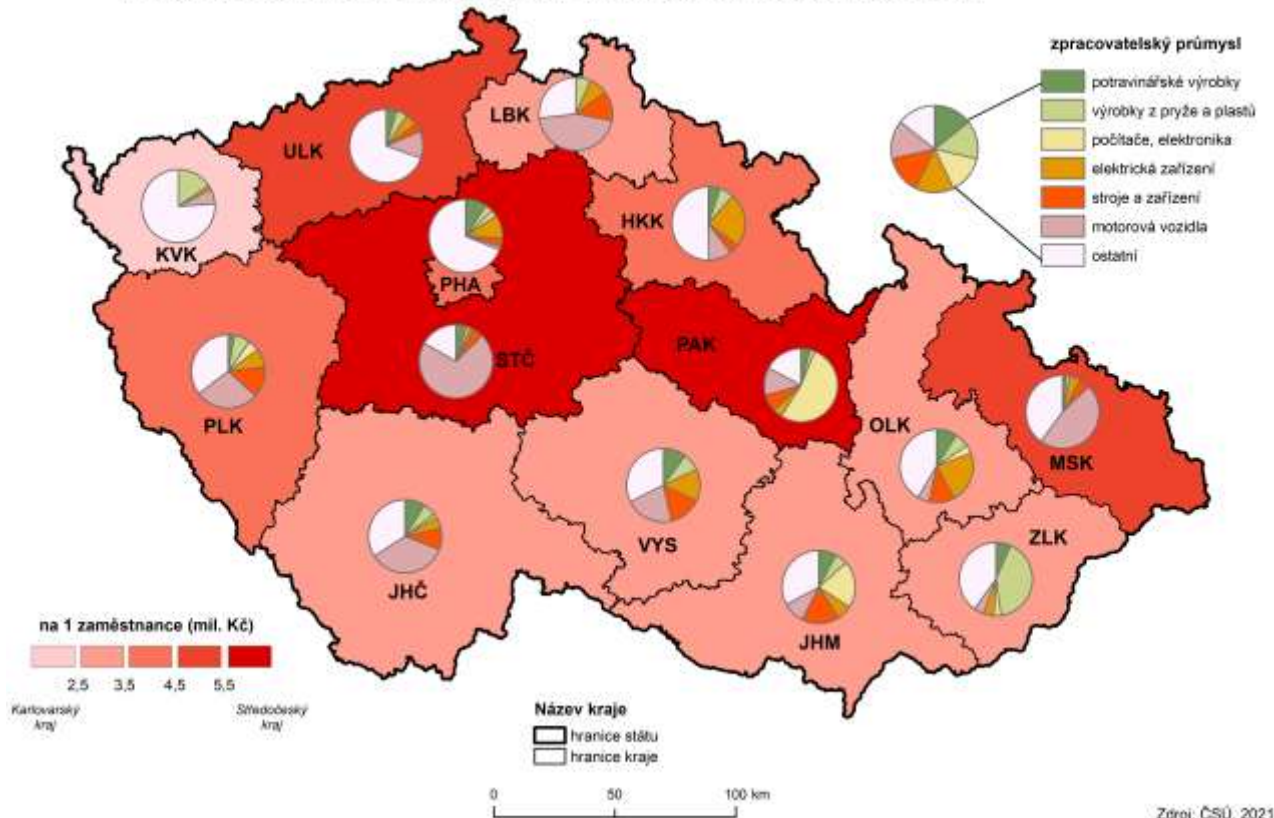 zpracovatelský průmysl
potravinářské výrobky
výrobky z pryže a plastů
počítače, elektronika
elektrická zařízení
stroje a zařízení
motorová vozidla
ostatní
LBK
ULK
KVK
HKK
PHA
STČ
PAK
PLK
OLK
MSK
VYS
ZLK
JHČ
JHM
na 1 zaměstnance (mil. Kč)
2,5 3,5 4,5 5,5
Karlovarský kraj
Středočeský kraj
Název kraje
hranice státu
hranice kraje
0 50 100 km
Zdroj: ČSÚ, 2021